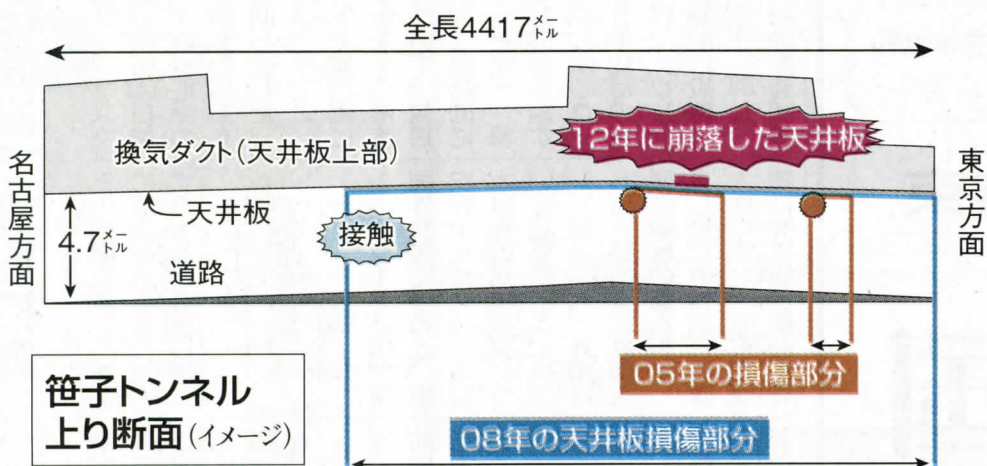 全長4417メートル
12年に崩落した天井板
換気ダクト(天井板上部)
名古屋方面
東京方面
天井板
接触
4.7メートル
道路
05年の損傷部分
笹子トンネル
上り断面(イメージ)
08年の天井板損傷部分